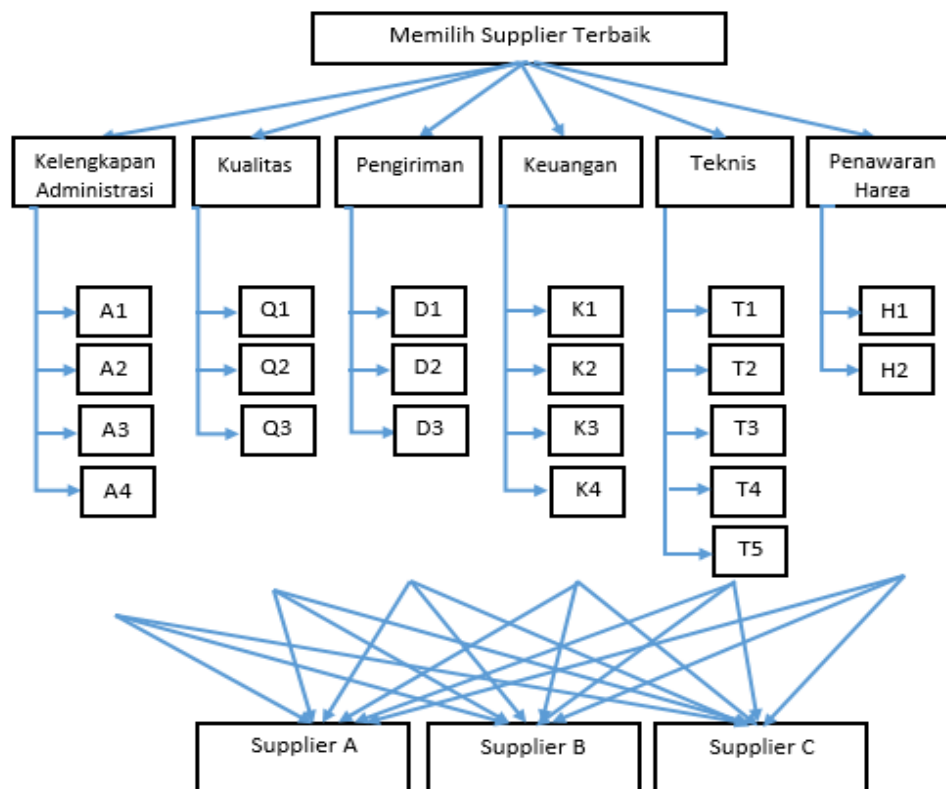 Memilih Supplier Terbaik
Kelengkapan
Administrasi
Kualitas
Pengiriman
Keuangan
Teknis
Penawaran
Harga
A1
A2
A3
A4
Q1
Q2
Q3
D1
D2
D3
K1
K2
K3
K4
T1
T2
T3
T4
T5
H1
H2
Supplier A
Supplier B
Supplier C